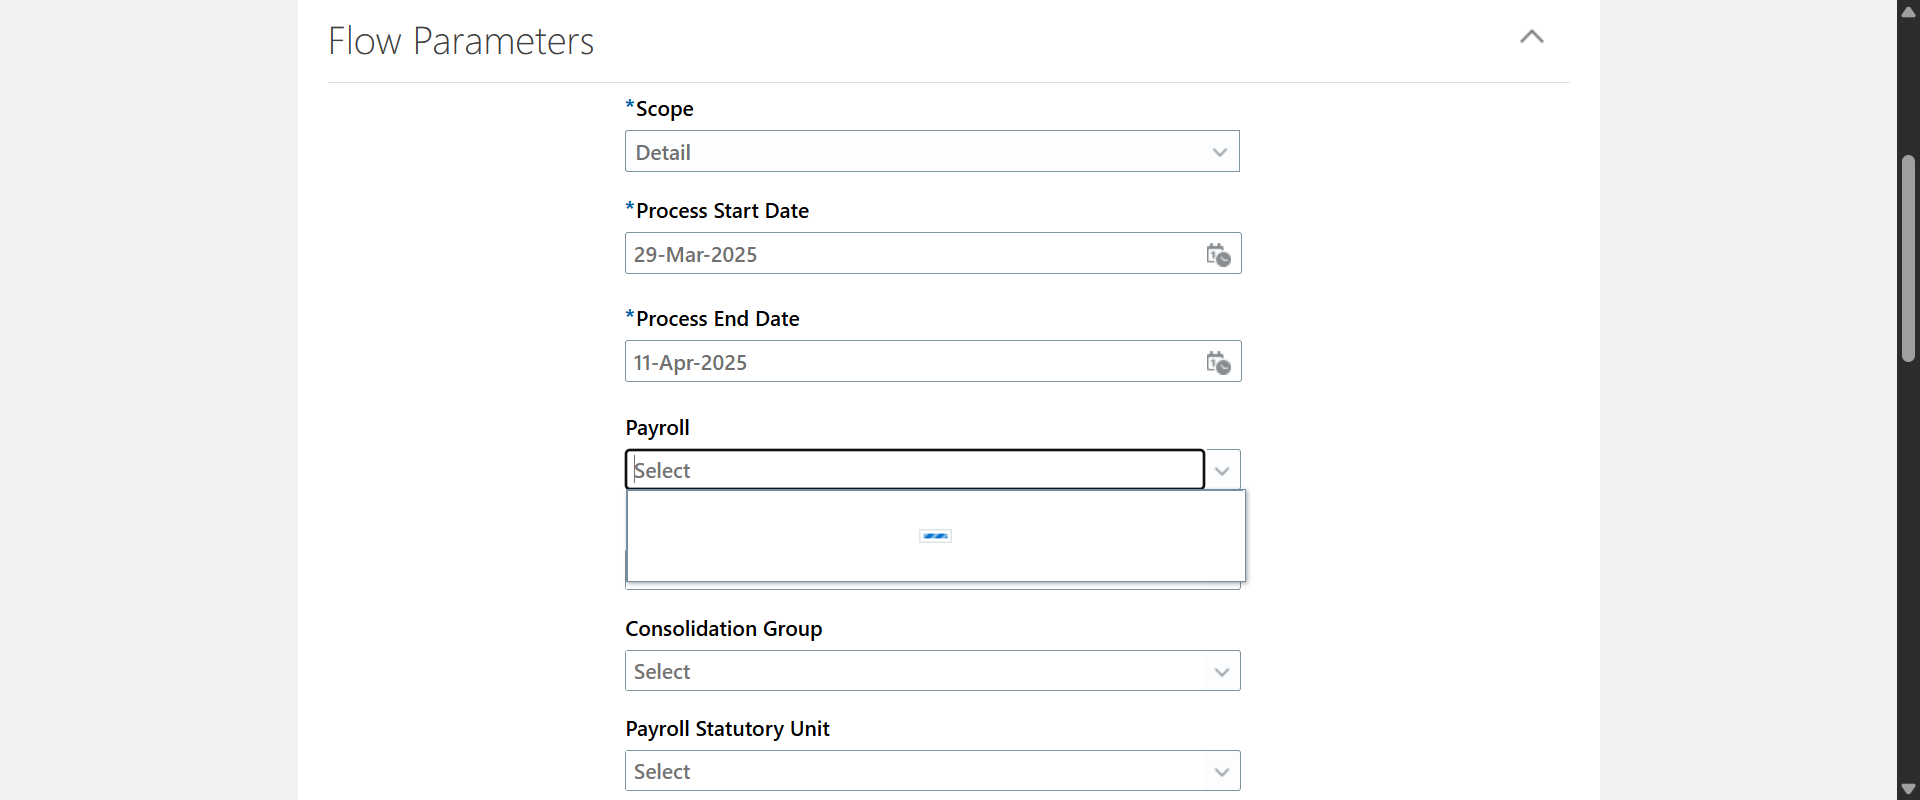 Flow Parameters
*Scope
Detail
*Process Start Date
29-Mar-2025
*Process End Date
11-Apr-2025
Payroll
Select
Consolidation Group
Select
Payroll Statutory Unit
Select